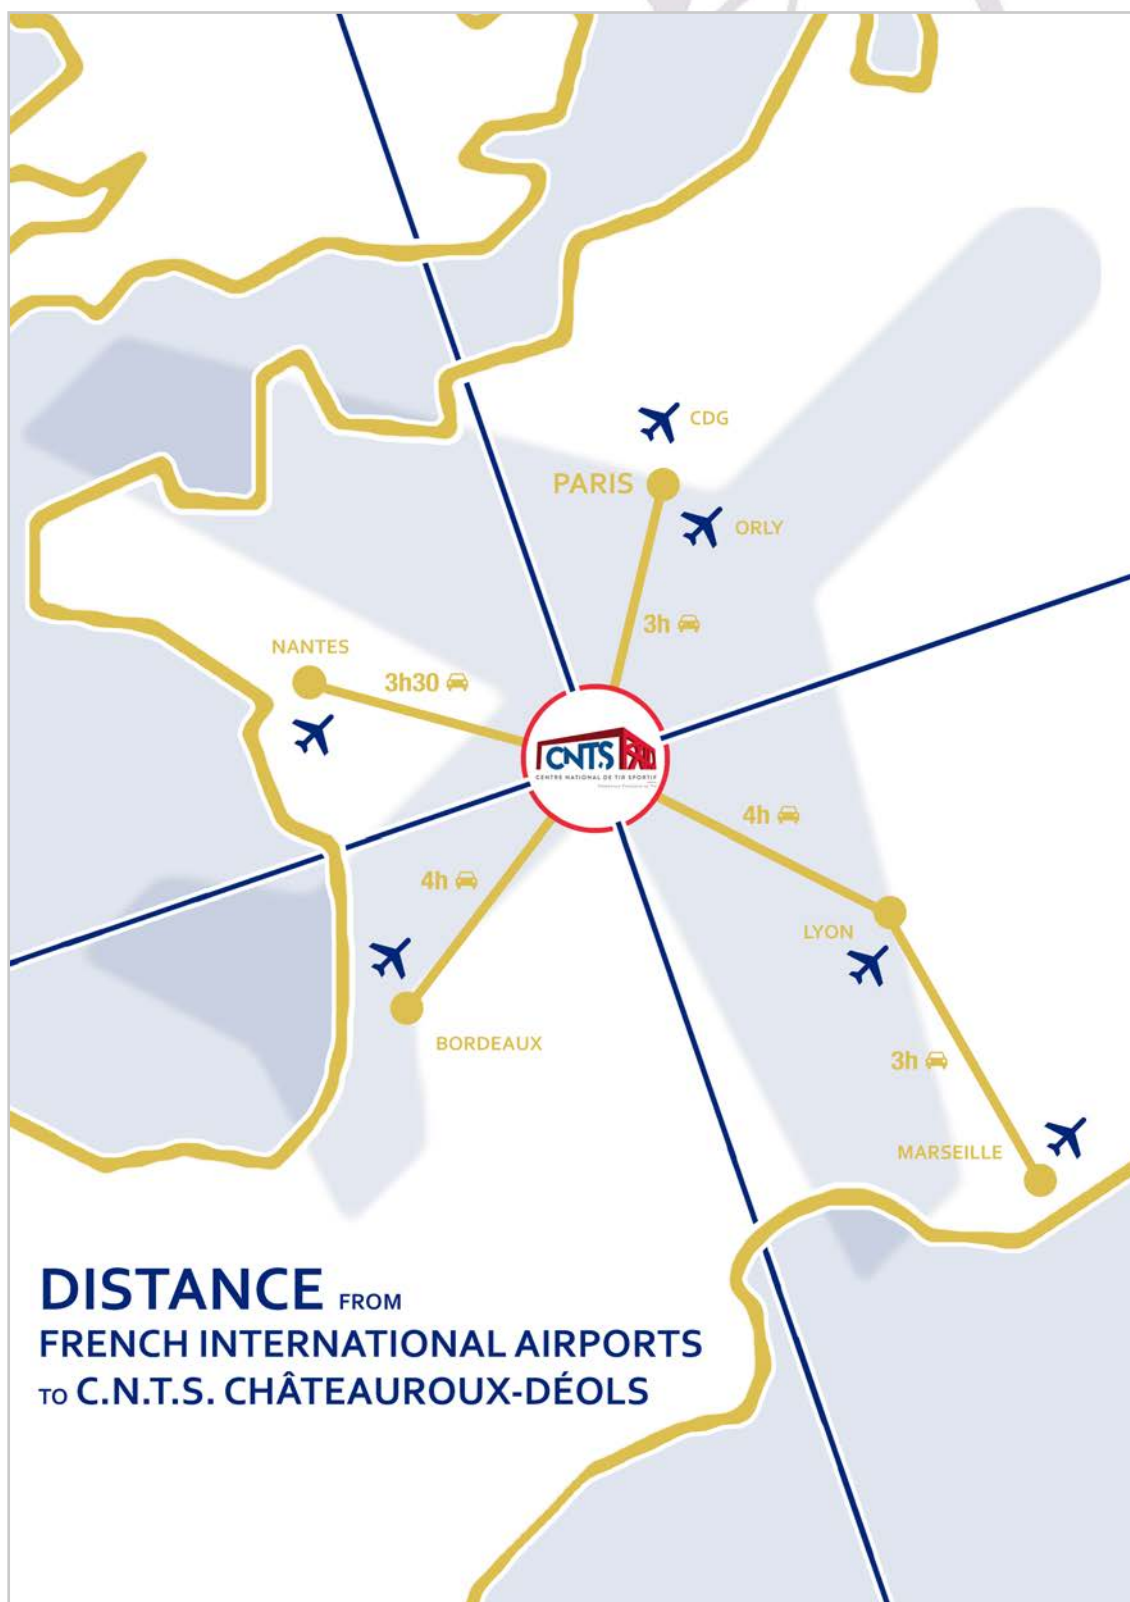 CDG
PARIS
ORLY
3h
NANTES
3h30
CNTS
CENTRE NATIONAL DE TIR SPORTIF
4h
4h
LYON
BORDEAUX
3h
MARSEILLE
DISTANCE FROM
FRENCH INTERNATIONAL AIRPORTS
TO C.N.T.S. CHÂTEAUROUX-DÉOLS